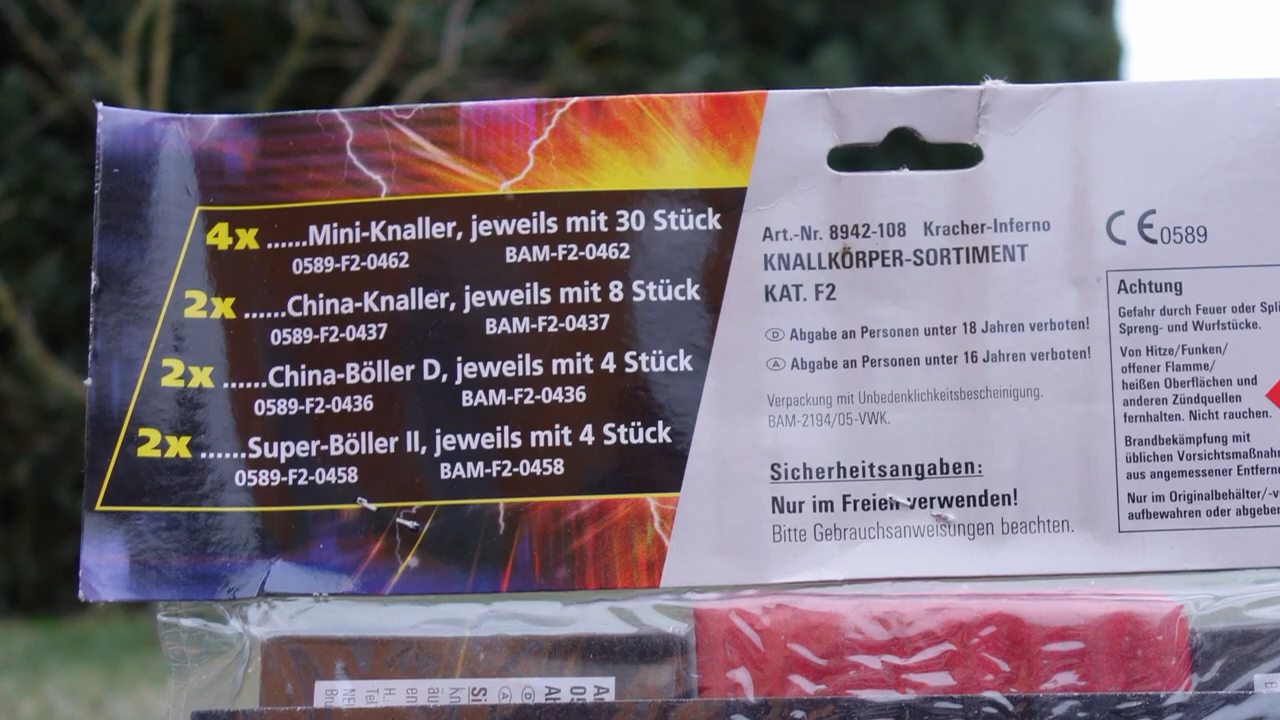 4x ......Mini-Knaller, jeweils mit 30 Stück
0589-F2-0462 BAM-F2-0462
2x ......China-Knaller, jeweils mit 8 Stück
0589-F2-0437 BAM-F2-0437
2x ......China-Böller D, jeweils mit 4 Stück
0589-F2-0436 BAM-F2-0436
2x ......Super-Böller II, jeweils mit 4 Stück
0589-F2-0458 BAM-F2-0458
Art.-Nr. 8942-108 Kracher-Inferno
KNALLKÖRPER-SORTIMENT
KAT. F2
D Abgabe an Personen unter 18 Jahren verboten!
A Abgabe an Personen unter 16 Jahren verboten!
Verpackung mit Unbedenklichkeitsbescheinigung.
BAM-2194/05-VWK.
Sicherheitsangaben:
Nur im Freien verwenden!
Bitte Gebrauchsanweisungen beachten.
CE 0589
Achtung
Gefahr durch Feuer oder
Spreng- und Wurfstücke.
Von Hitze/Funken/
offener Flamme/
heißen Oberflächen und
anderen Zündquellen
fernhalten. Nicht rauchen.
Brandbekämpfung mit
üblichen
aus angemessener
Nur im
aufbewahren oder